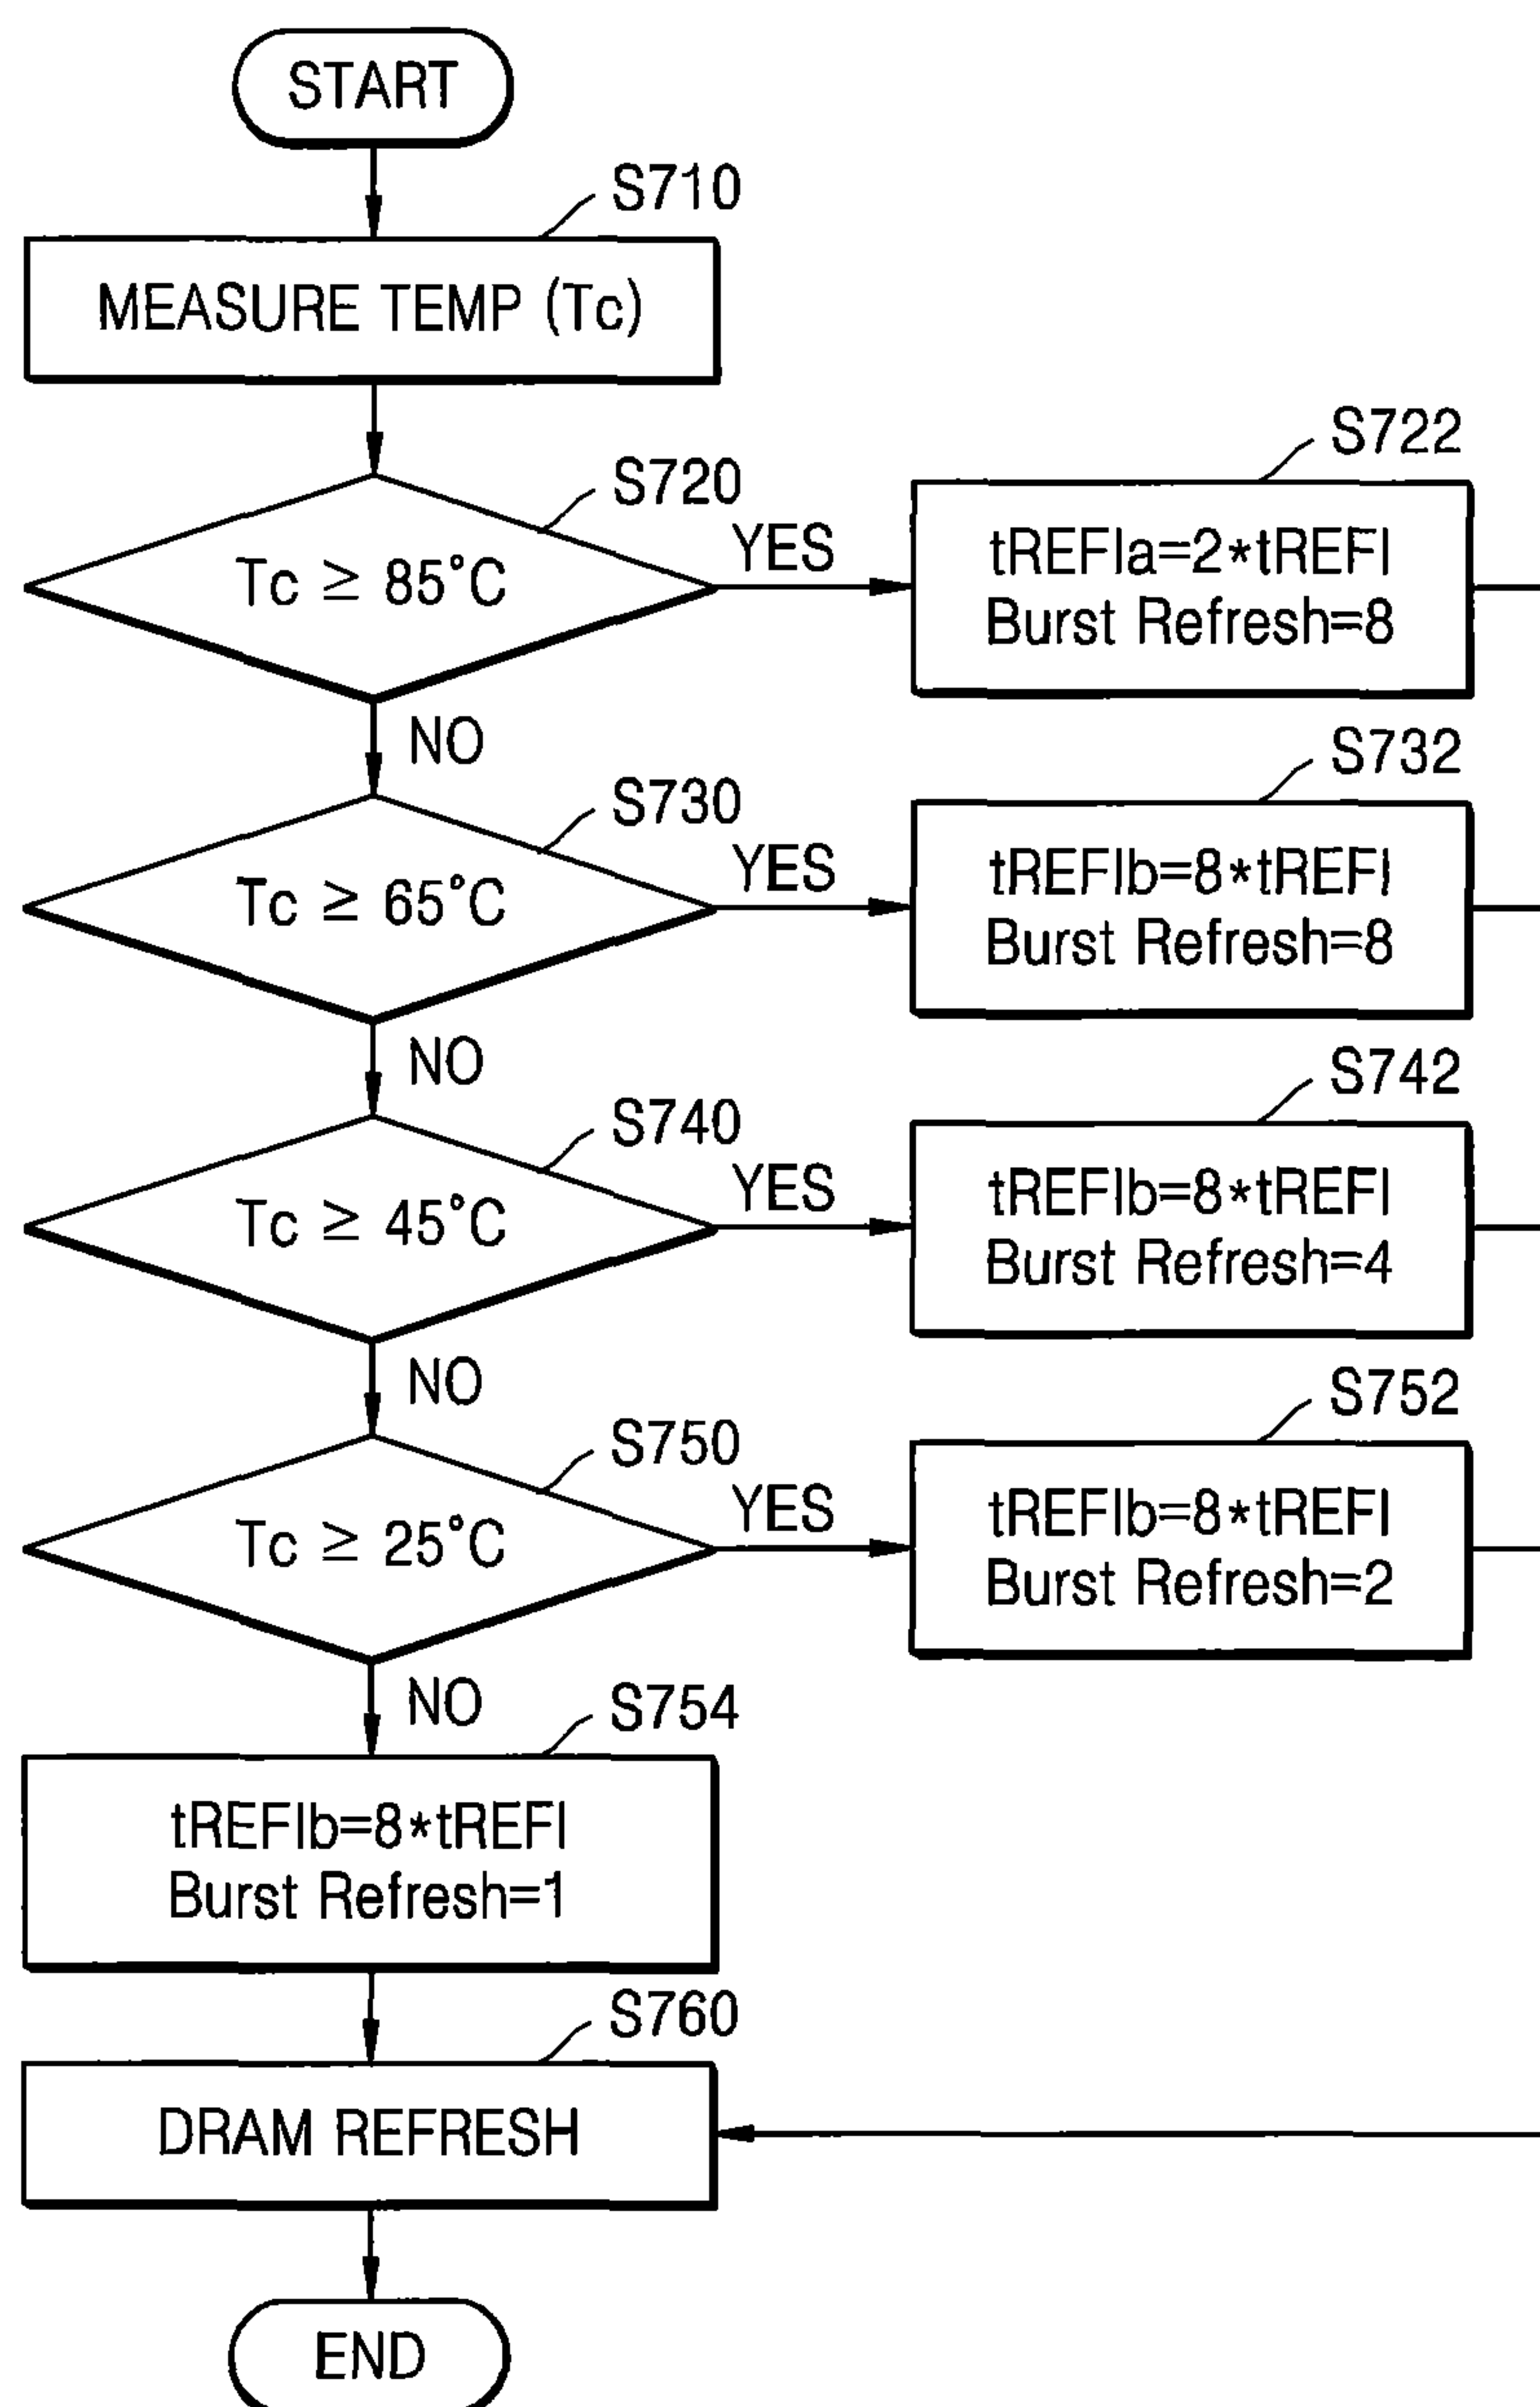 START
S710
MEASURE TEMP (Tc)
S720
Tc ≥ 85°C
YES
S722
tREFIa=2*tREFI
Burst Refresh=8
NO
S730
Tc ≥ 65°C
YES
S732
tREFIb=8*tREFI
Burst Refresh=8
NO
S740
Tc ≥ 45°C
YES
S742
tREFIb=8*tREFI
Burst Refresh=4
NO
S750
Tc ≥ 25°C
YES
S752
tREFIb=8*tREFI
Burst Refresh=2
NO
S754
tREFIb=8*tREFI
Burst Refresh=1
S760
DRAM REFRESH
END